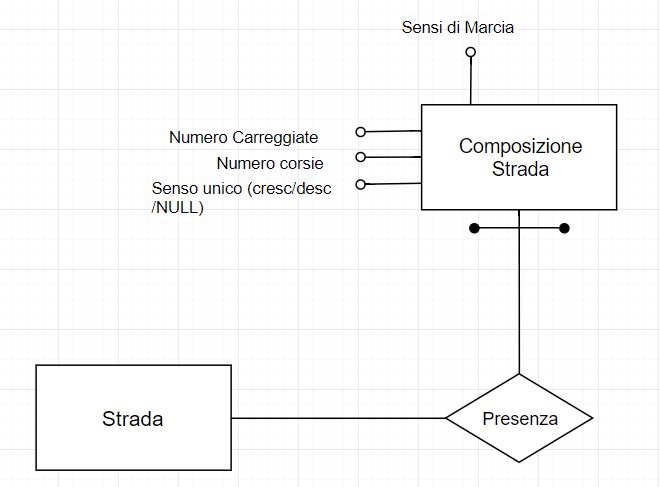 Sensi di Marcia
Numero Carreggiate
Numero corsie
Senso unico (cresc/desc
/NULL)
Composizione
Strada
Strada
Presenza